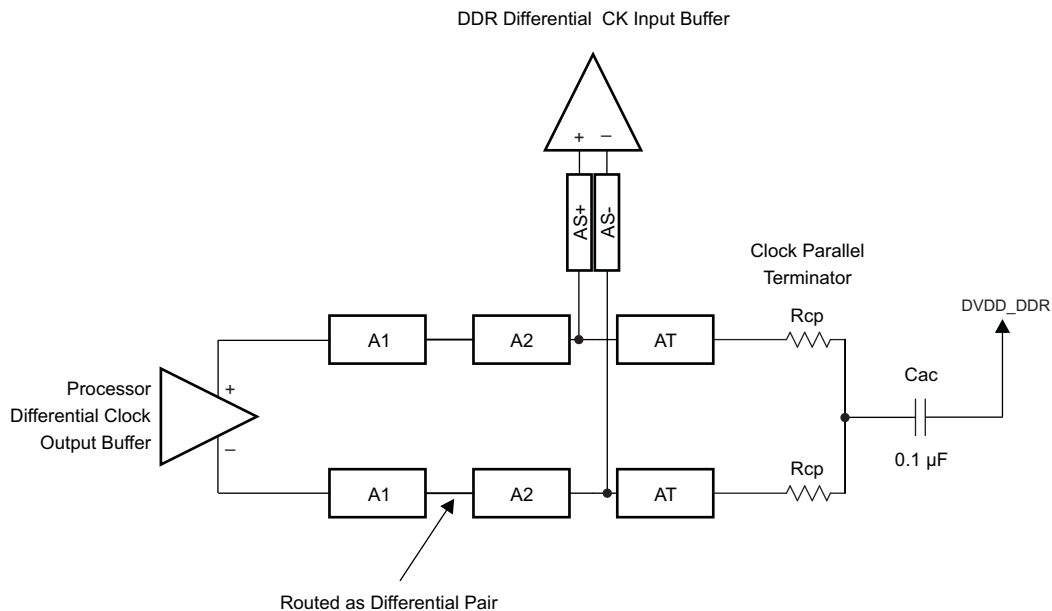 DDR Differential CK Input Buffer
+ −
AS+ AS-
Clock Parallel
Terminator
DVDD_DDR
Rcp
A1 A2 AT
Processor
Differential Clock
Output Buffer
+
−
Cac
0.1 µF
Rcp
A1 A2 AT
Routed as Differential Pair